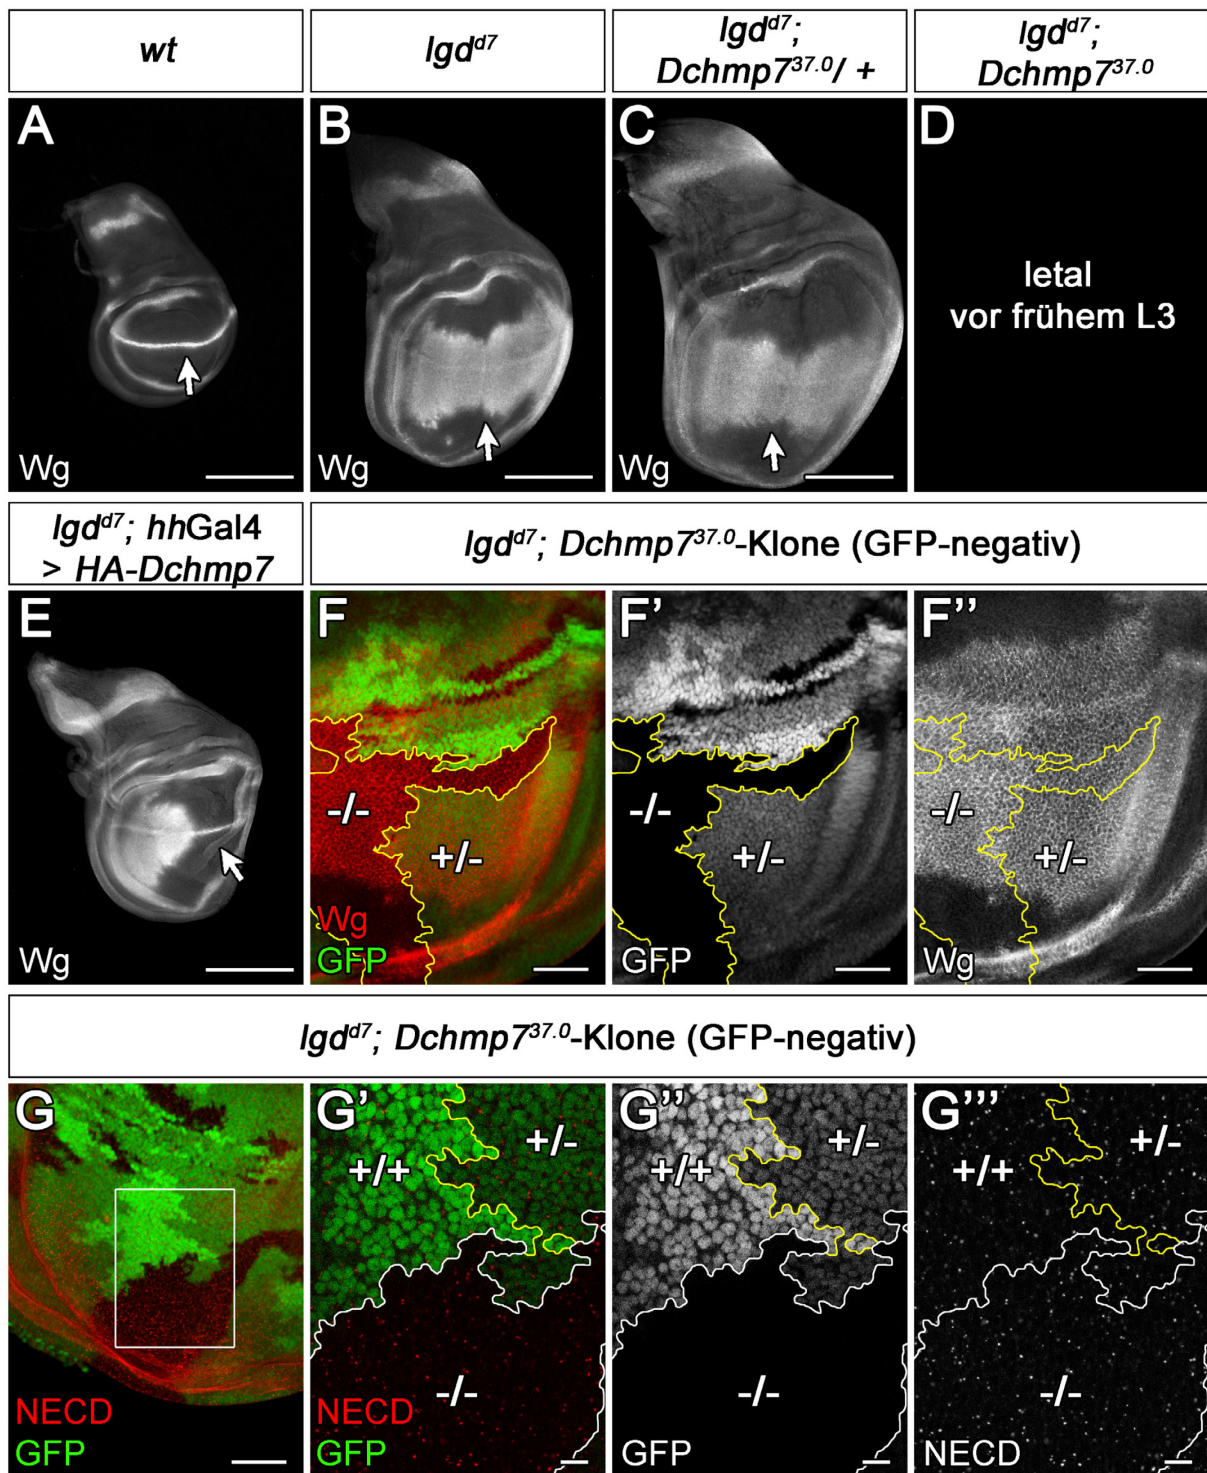 wt
lgd^d7
lgd^d7;
Dchmp7^37.0/ +
lgd^d7;
Dchmp7^37.0
A
Wg
B
Wg
C
Wg
D
letal
vor frühem L3
lgd^d7; hhGal4
> HA-Dchmp7
lgd^d7; Dchmp7^37.0-Klone (GFP-negativ)
E
Wg
F
-/-
+/-
Wg
GFP
F'
-/-
+/-
GFP
F''
-/-
+/-
Wg
lgd^d7; Dchmp7^37.0-Klone (GFP-negativ)
G
NECD
GFP
G'
+/-
+/+
-/-
NECD
GFP
G''
+/-
+/+
-/-
GFP
G'''
+/-
+/+
-/-
NECD